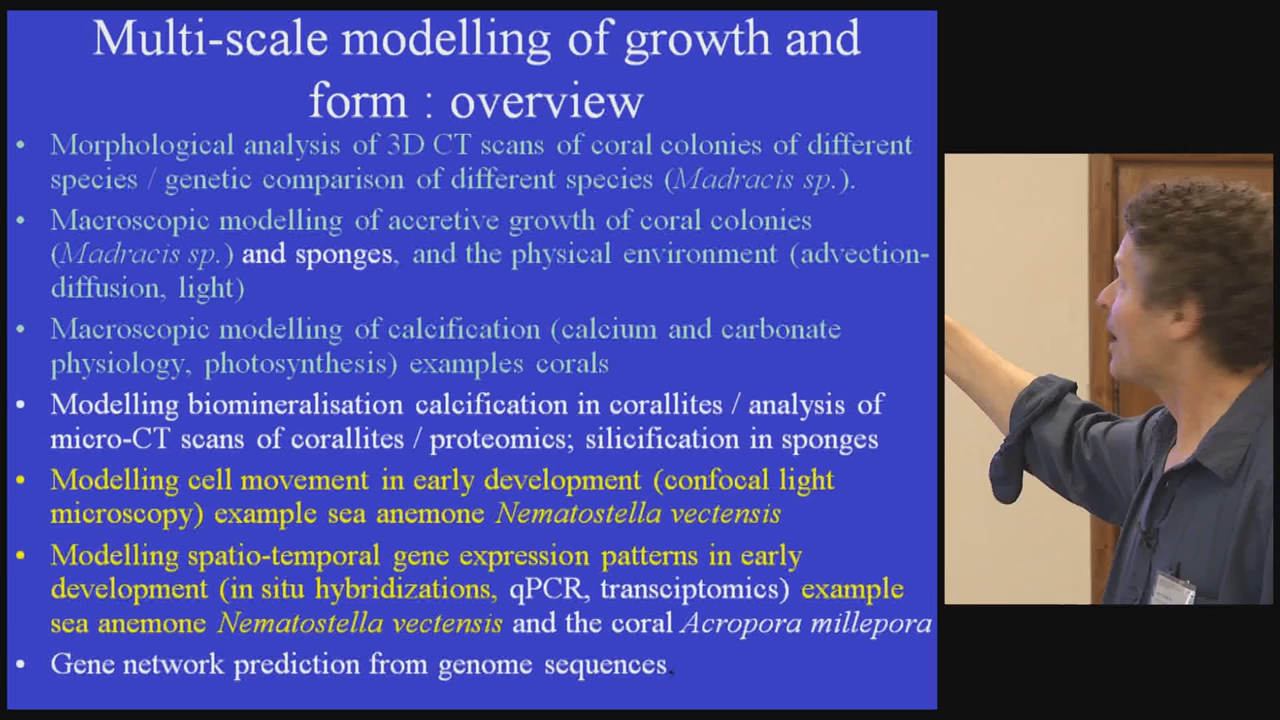 Multi-scale modelling of growth and
form : overview
• Morphological analysis of 3D CT scans of coral colonies of different
species / genetic comparison of different species (Madracis sp.).
• Macroscopic modelling of accretive growth of coral colonies
(Madracis sp.) and sponges, and the physical environment (advection-
diffusion, light)
• Macroscopic modelling of calcification (calcium and carbonate
physiology, photosynthesis) examples corals
• Modelling biomineralisation calcification in corallites / analysis of
micro-CT scans of corallites / proteomics; silicification in sponges
• Modelling cell movement in early development (confocal light
microscopy) example sea anemone Nematostella vectensis
• Modelling spatio-temporal gene expression patterns in early
development (in situ hybridizations, qPCR, transciptomics) example
sea anemone Nematostella vectensis and the coral Acropora millepora
• Gene network prediction from genome sequences.